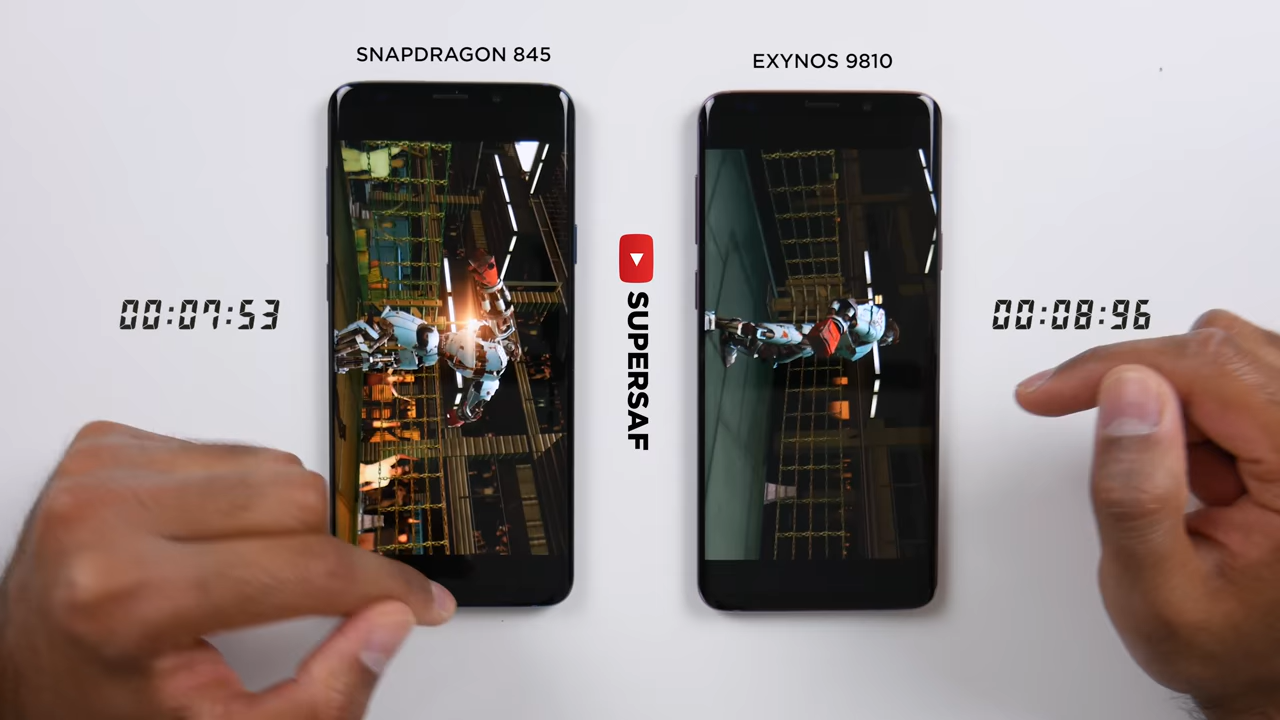 SNAPDRAGON 845
EXYNOS 9810
00:07:53
SUPERSAF
00:08:96